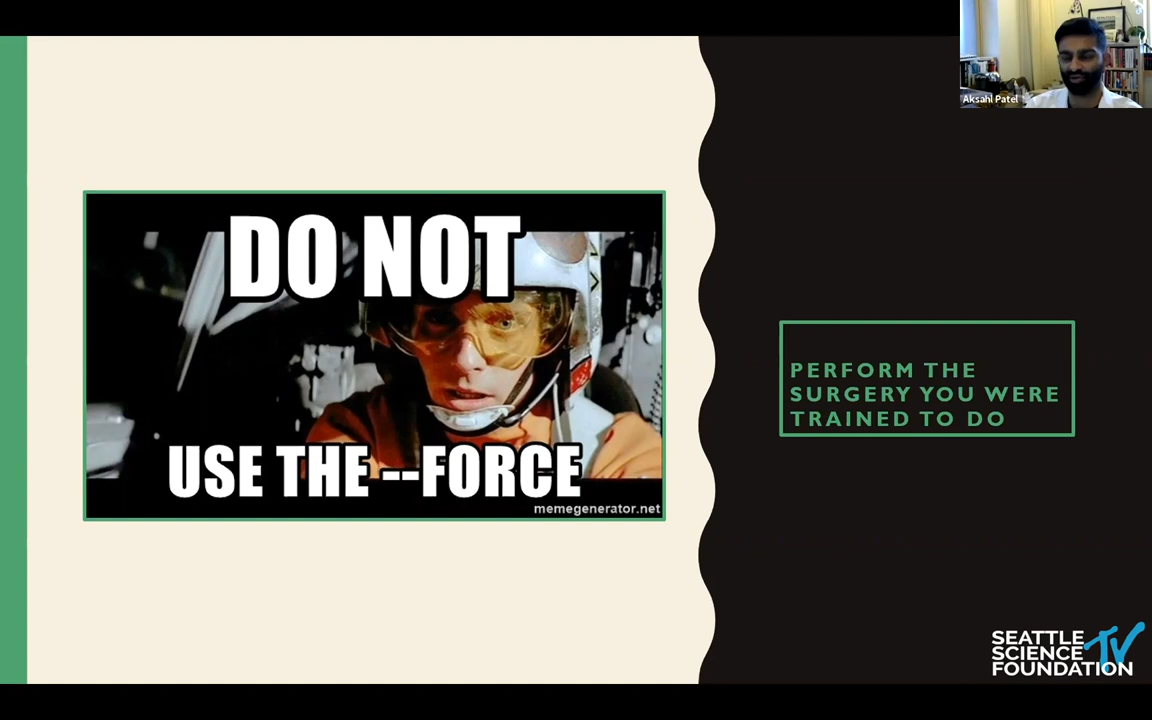 Aksahl Patel
DO NOT
USE THE --FORCE
memegenerator.net
PERFORM THE
SURGERY YOU WERE
TRAINED TO DO
SEATTLE
SCIENCE
FOUNDATION
TV